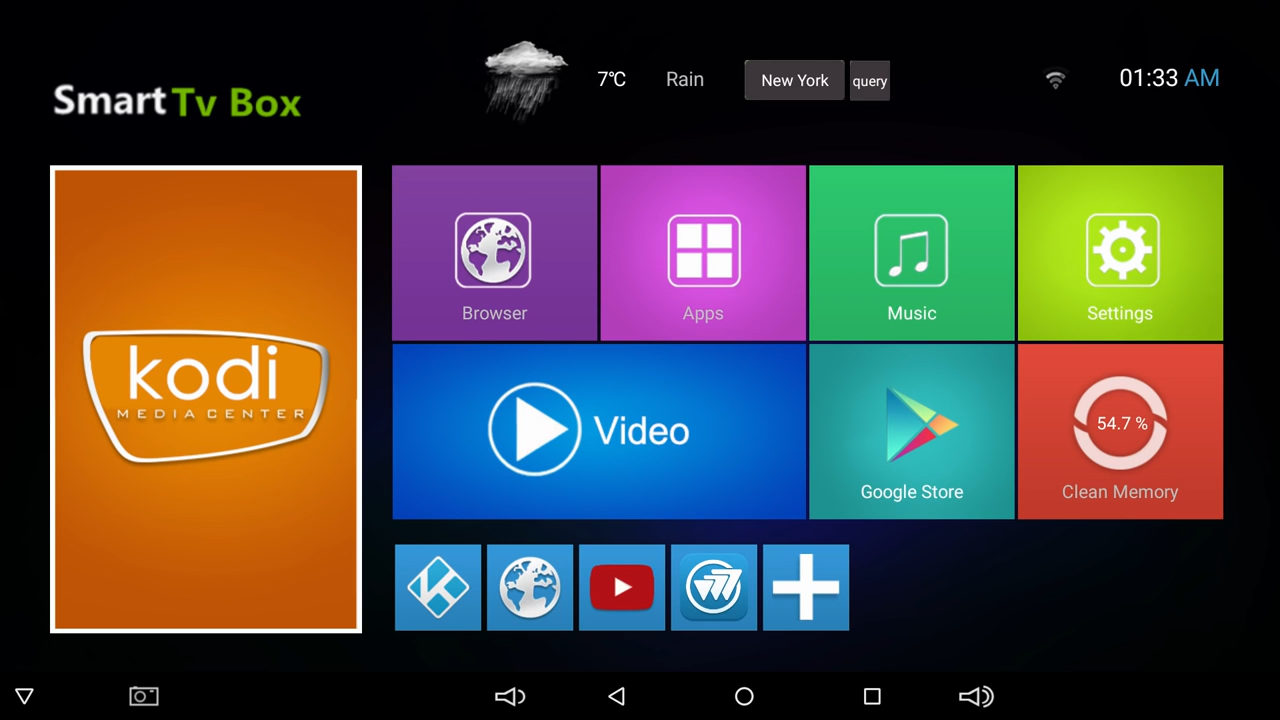 Smart Tv Box
7℃
Rain
New York
query
01:33 AM
kodi
MEDIA CENTER
Browser
Apps
Music
Settings
Video
Google Store
54.7 %
Clean Memory